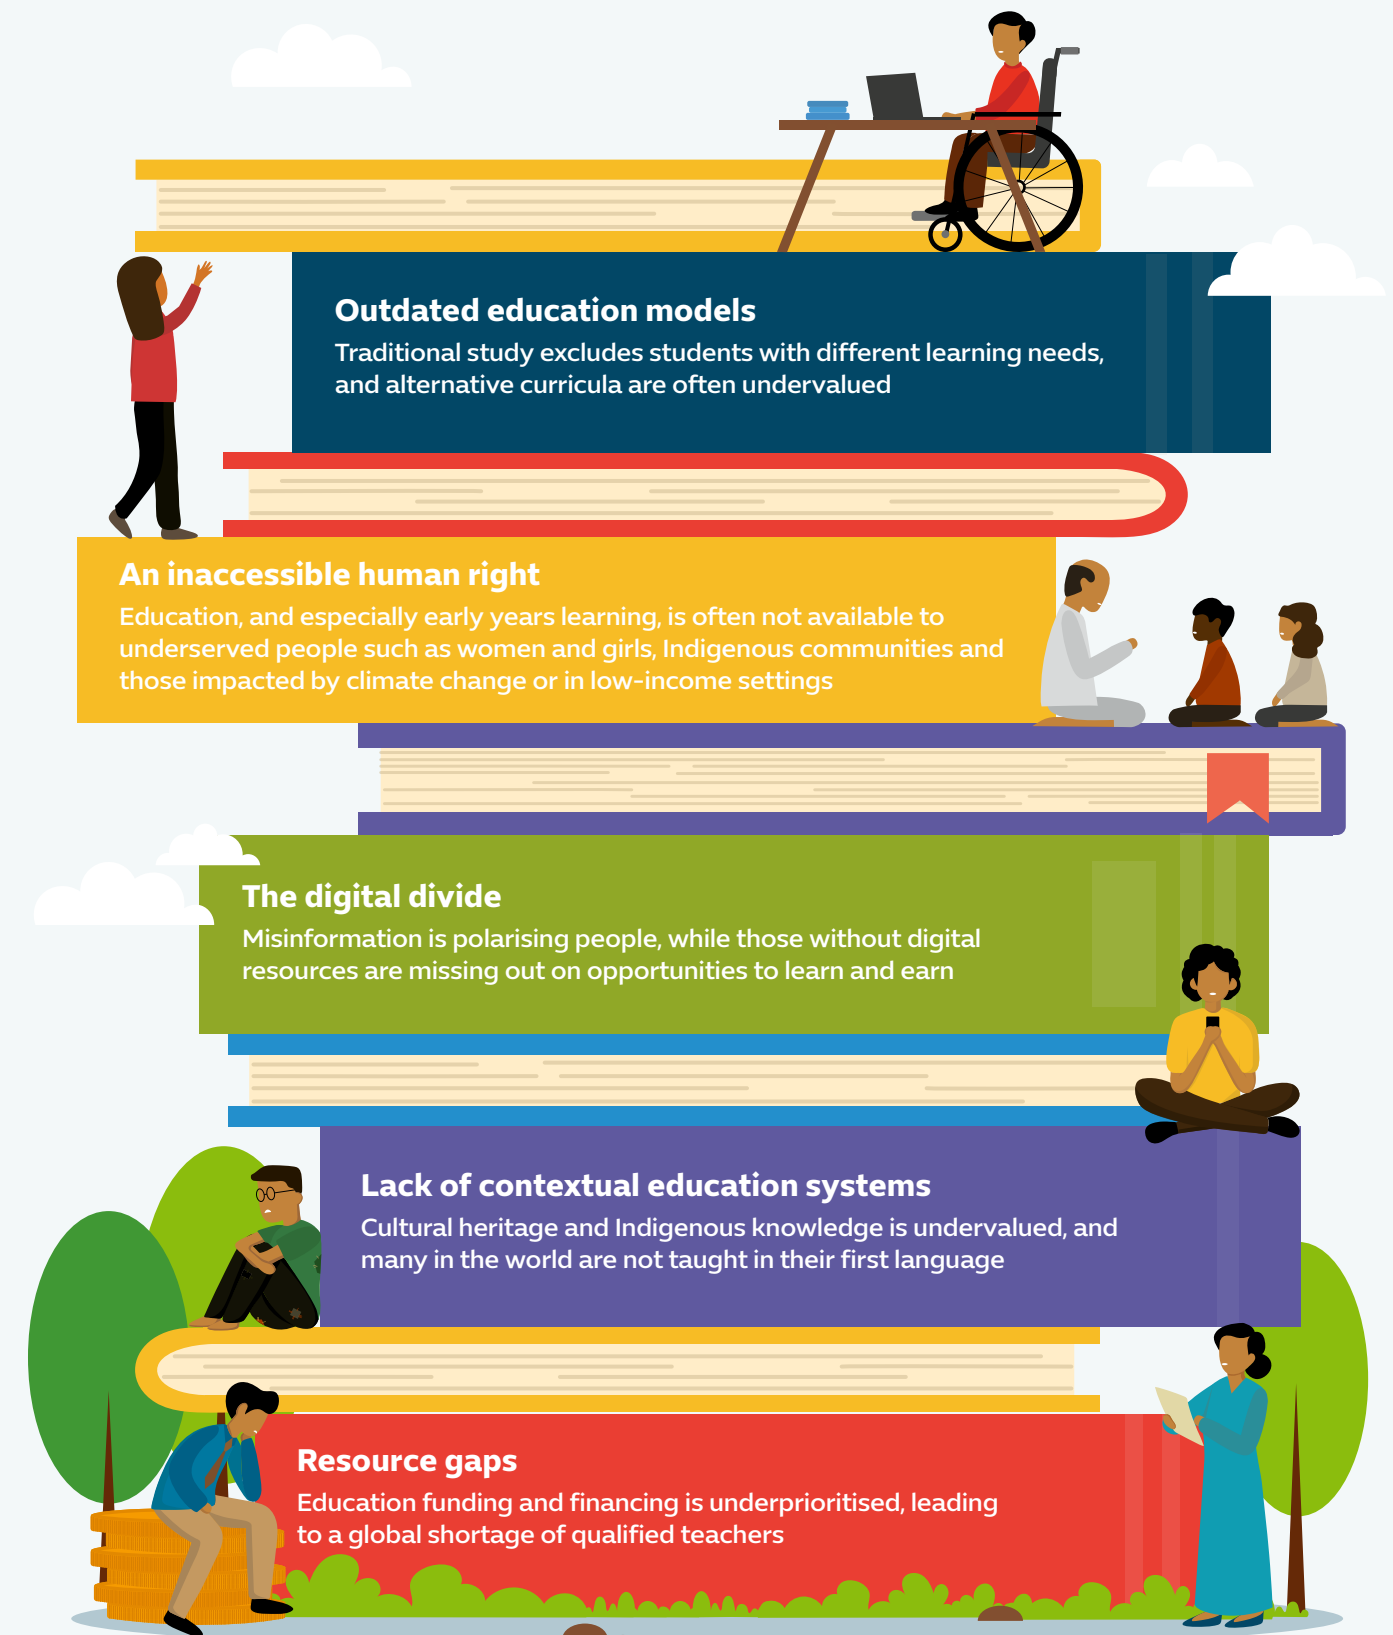 Outdated education models
Traditional study excludes students with different learning needs,
and alternative curricula are often undervalued
An inaccessible human right
Education, and especially early years learning, is often not available to
underserved people such as women and girls, Indigenous communities and
those impacted by climate change or in low-income settings
The digital divide
Misinformation is polarising people, while those without digital
resources are missing out on opportunities to learn and earn
Lack of contextual education systems
Cultural heritage and Indigenous knowledge is undervalued, and
many in the world are not taught in their first language
Resource gaps
Education funding and financing is underprioritised, leading
to a global shortage of qualified teachers